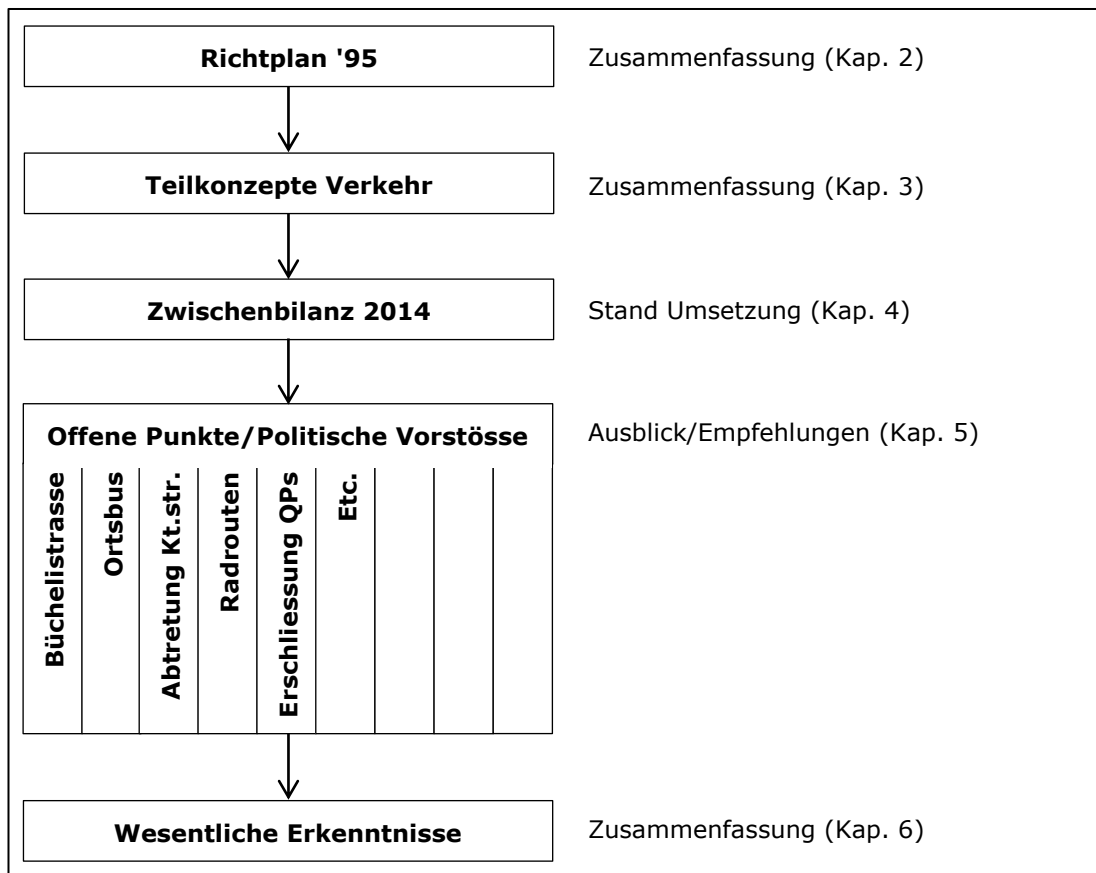 Richtplan '95
Zusammenfassung (Kap. 2)
Teilkonzepte Verkehr
Zusammenfassung (Kap. 3)
Zwischenbilanz 2014
Stand Umsetzung (Kap. 4)
Offene Punkte/Politische Vorstösse
Ausblick/Empfehlungen (Kap. 5)
Büchelistrasse
Ortsbus
Abtretung Kt.str.
Radrouten
Erschliessung QPs
Etc.
Wesentliche Erkenntnisse
Zusammenfassung (Kap. 6)